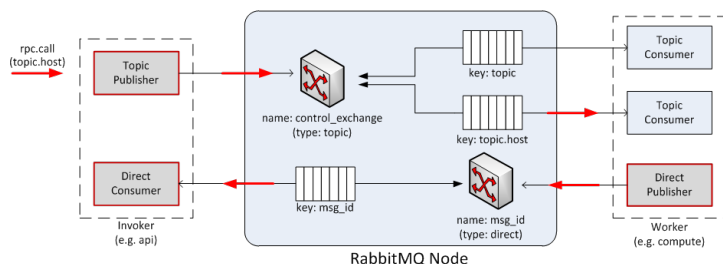 rpc.call
(topic.host)
Topic
Publisher
name: control_exchange
(type: topic)
key: topic
Topic
Consumer
key: topic.host
Topic
Consumer
Direct
Consumer
key: msg_id
name: msg_id
(type: direct)
Direct
Publisher
Invoker
(e.g. api)
Worker
(e.g. compute)
RabbitMQ Node